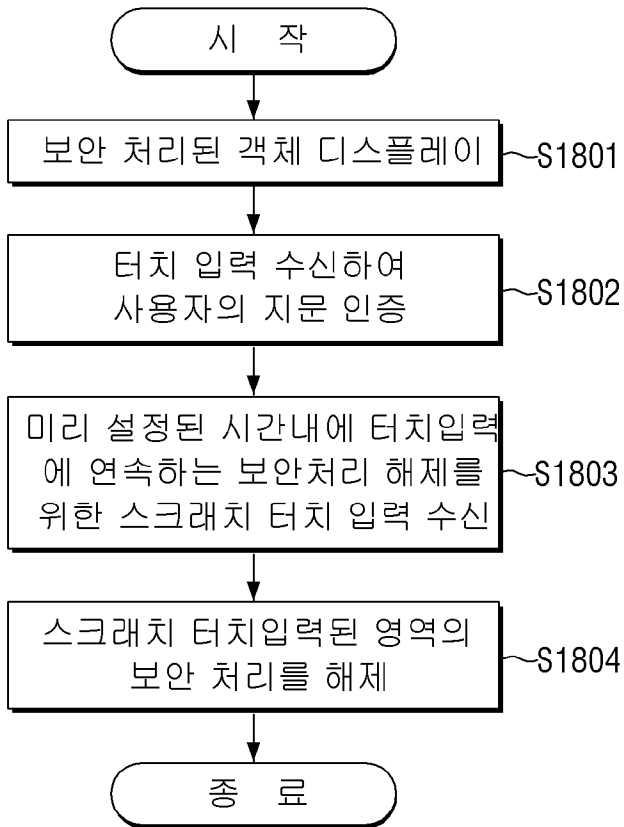 시 작
보안 처리된 객체 디스플레이
S1801
터치 입력 수신하여
사용자의 지문 인증
S1802
미리 설정된 시간내에 터치입력
에 연속하는 보안처리 해제를
위한 스크래치 터치 입력 수신
S1803
스크래치 터치입력된 영역의
보안 처리를 해제
S1804
종 료